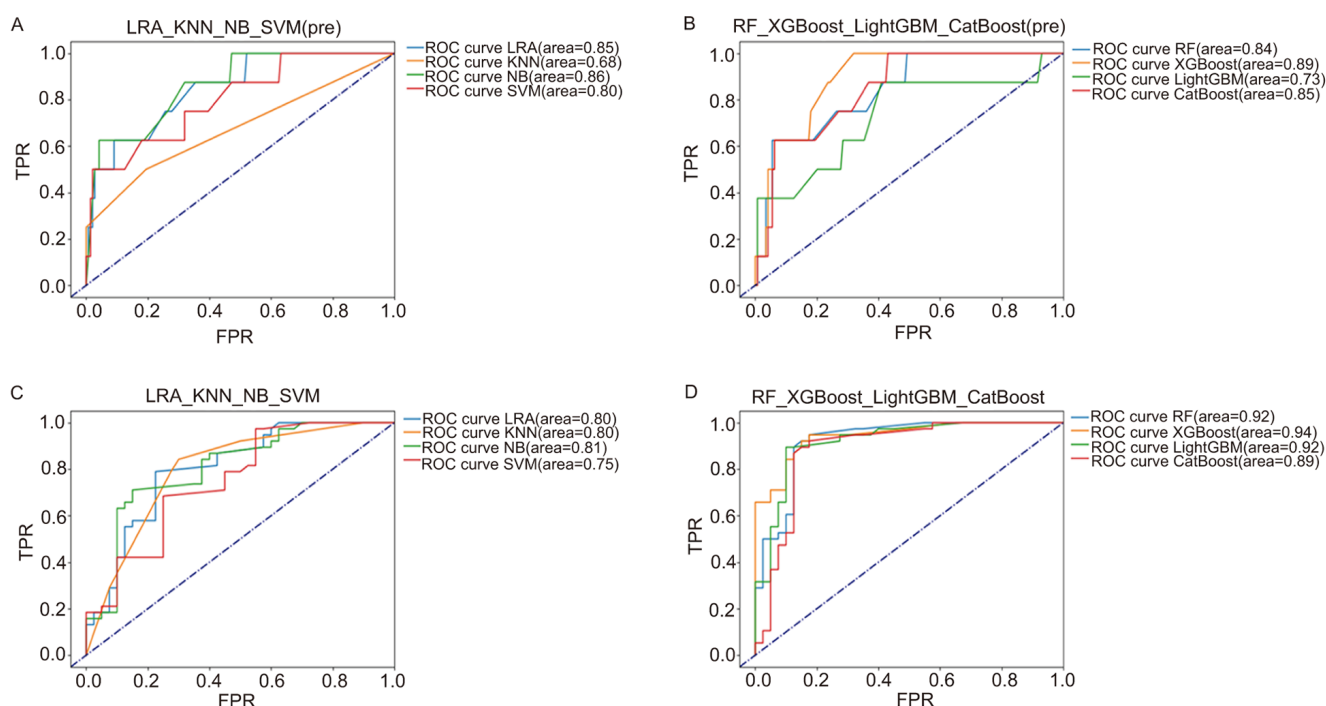 A
LRA_KNN_NB_SVM(pre)
1.0
0.8
0.6
0.4
0.2
0.0
TPR
0.0 0.2 0.4 0.6 0.8 1.0
FPR
ROC curve LRA(area=0.85)
ROC curve KNN(area=0.68)
ROC curve NB(area=0.86)
ROC curve SVM(area=0.80)
B
RF_XGBoost_LightGBM_CatBoost(pre)
1.0
0.8
0.6
0.4
0.2
0.0
TPR
0.0 0.2 0.4 0.6 0.8 1.0
FPR
ROC curve RF(area=0.84)
ROC curve XGBoost(area=0.89)
ROC curve LightGBM(area=0.73)
ROC curve CatBoost(area=0.85)
C
LRA_KNN_NB_SVM
1.0
0.8
0.6
0.4
0.2
0.0
TPR
0.0 0.2 0.4 0.6 0.8 1.0
FPR
ROC curve LRA(area=0.80)
ROC curve KNN(area=0.80)
ROC curve NB(area=0.81)
ROC curve SVM(area=0.75)
D
RF_XGBoost_LightGBM_CatBoost
1.0
0.8
0.6
0.4
0.2
0.0
TPR
0.0 0.2 0.4 0.6 0.8 1.0
FPR
ROC curve RF(area=0.92)
ROC curve XGBoost(area=0.94)
ROC curve LightGBM(area=0.92)
ROC curve CatBoost(area=0.89)